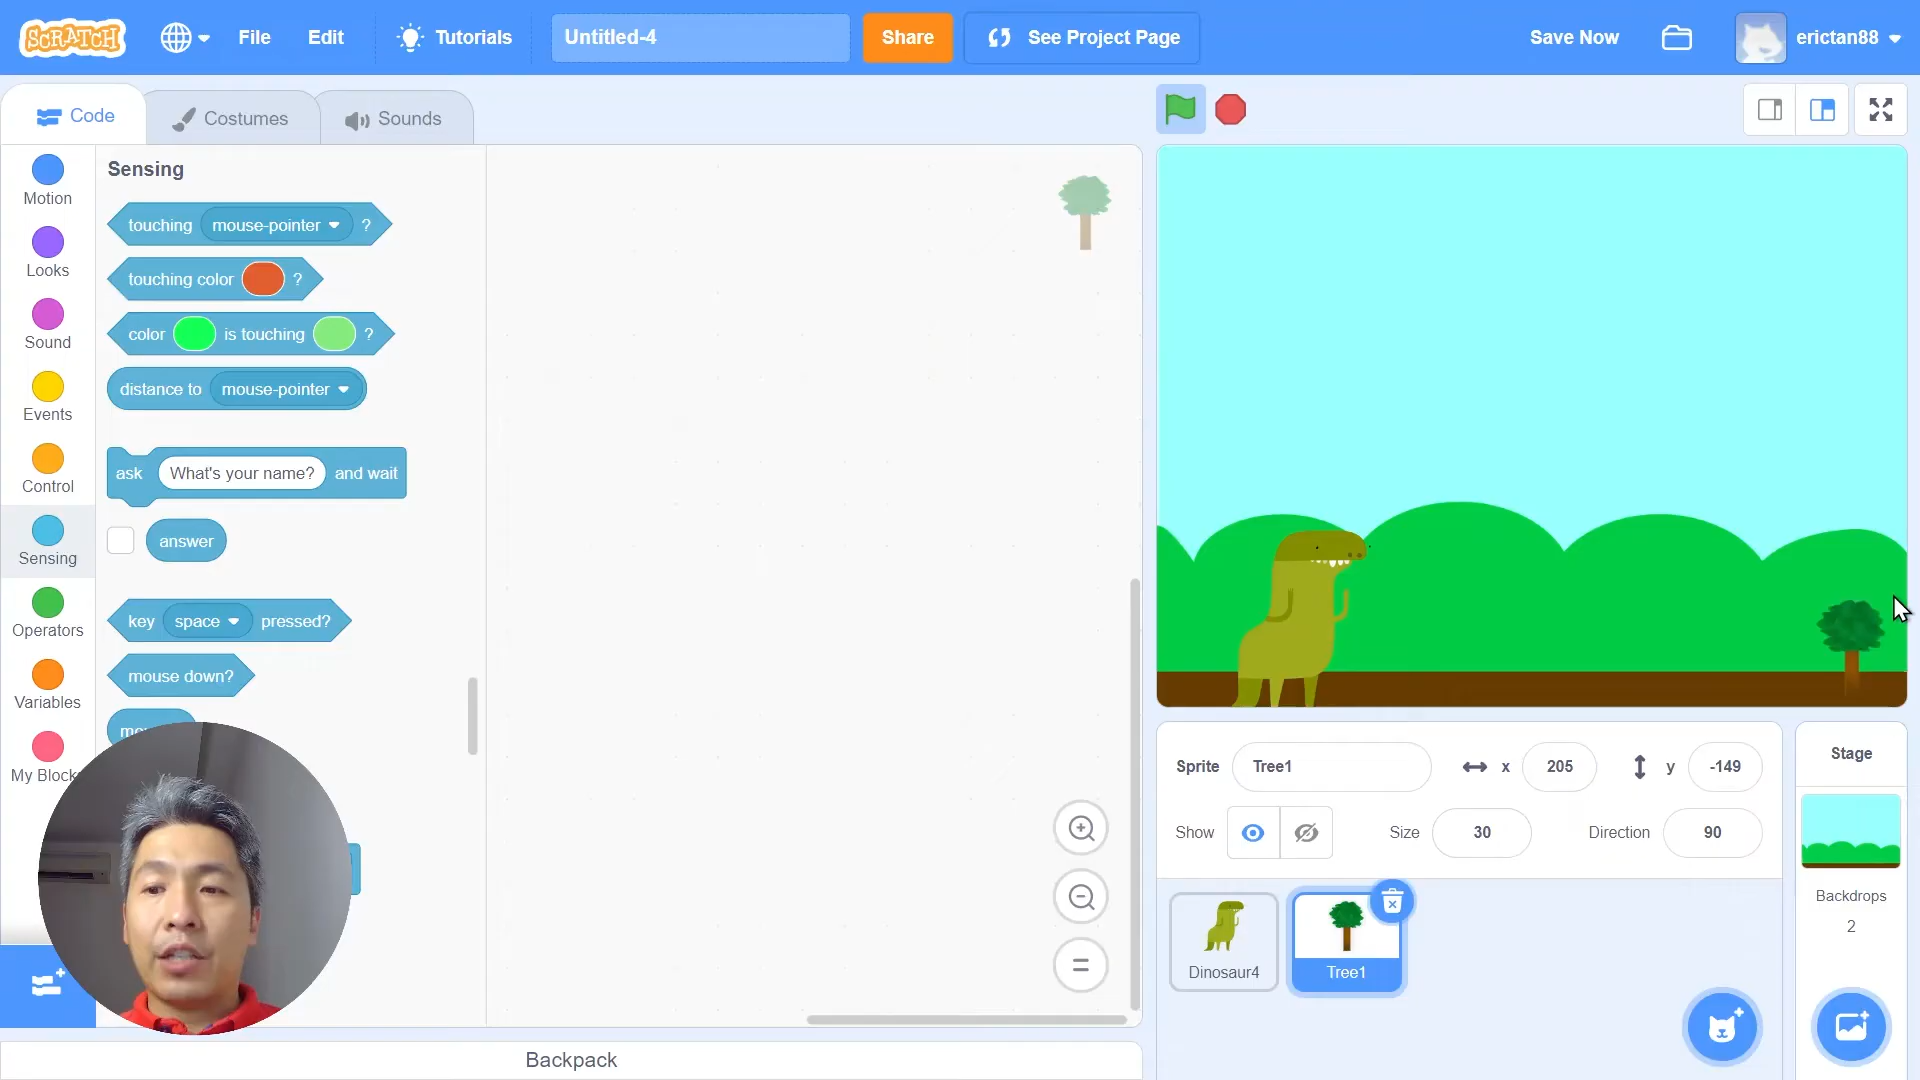 SCRATCH
File
Edit
Tutorials
Untitled-4
Share
See Project Page
Save Now
erictan88
Code
Costumes
Sounds
Motion
Looks
Sound
Events
Control
Sensing
Operators
Variables
My Block
Sensing
touching mouse-pointer ?
touching color ?
color is touching ?
distance to mouse-pointer
ask What's your name? and wait
answer
key space pressed?
mouse down?
Backpack
Sprite Tree1 x 205 y -149
Show Size 30 Direction 90
Dinosaur4
Tree1
Stage
Backdrops
2